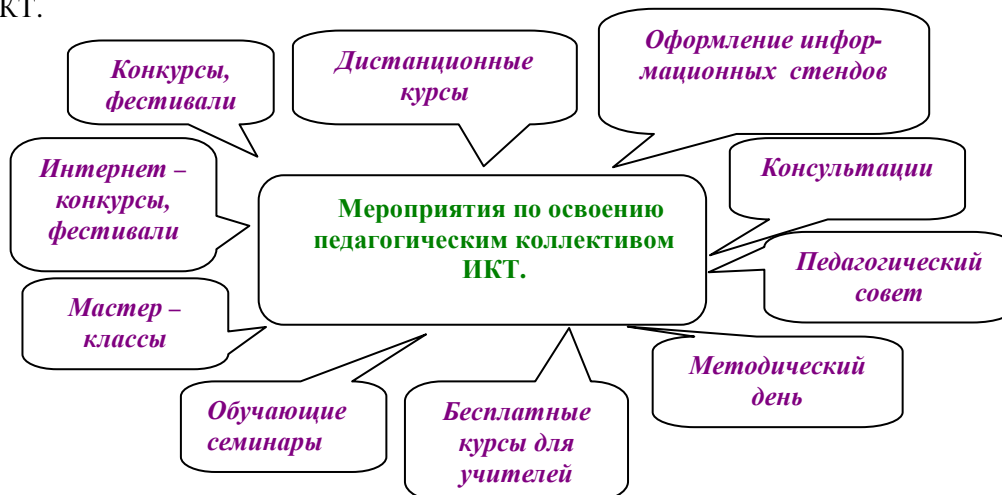 КТ.
Конкурсы,
фестивали
Дистанционные
курсы
Оформление инфор-
мационных стендов
Интернет –
конкурсы,
фестивали
Консультации
Мероприятия по освоению
педагогическим коллективом
ИКТ.
Педагогический
совет
Мастер –
классы
Методический
день
Обучающие
семинары
Бесплатные
курсы для
учителей